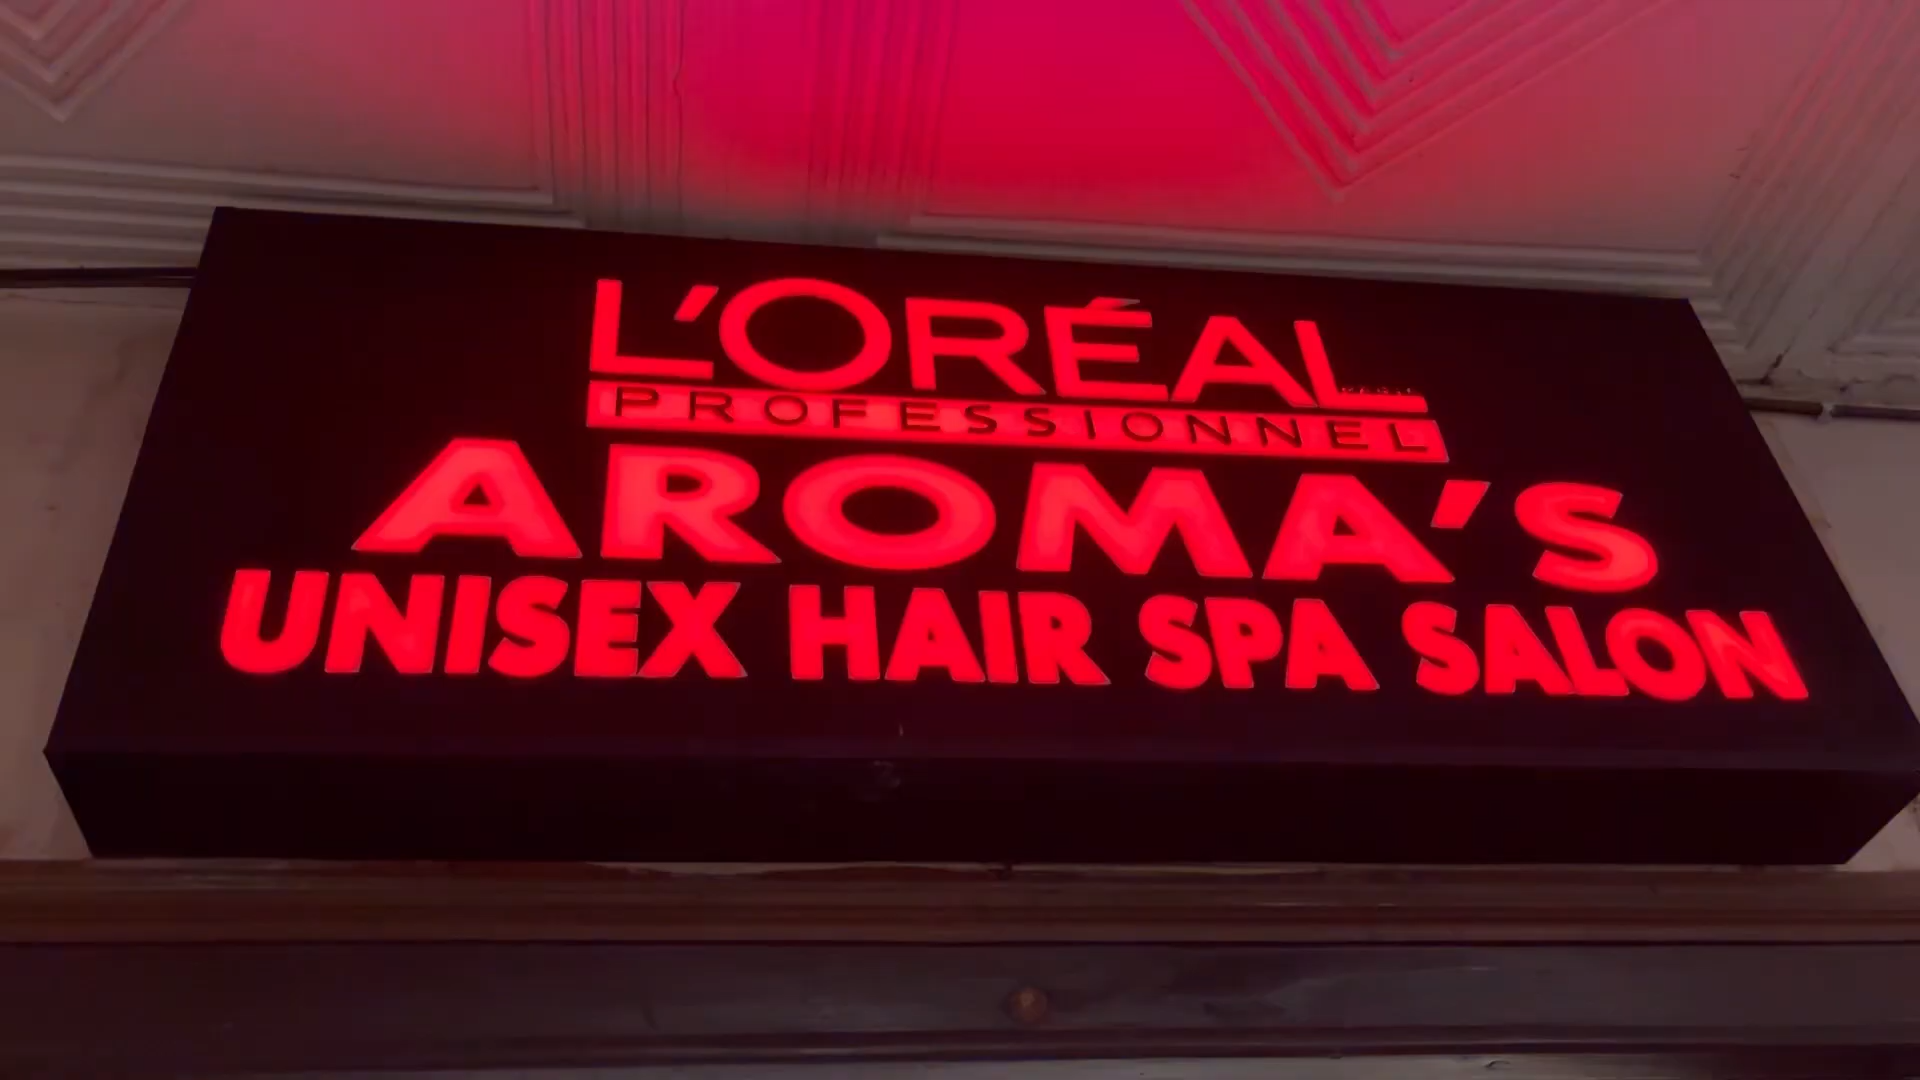 L'ORÉAL
PROFESSIONNEL
AROMA'S
UNISEX HAIR SPA SALON